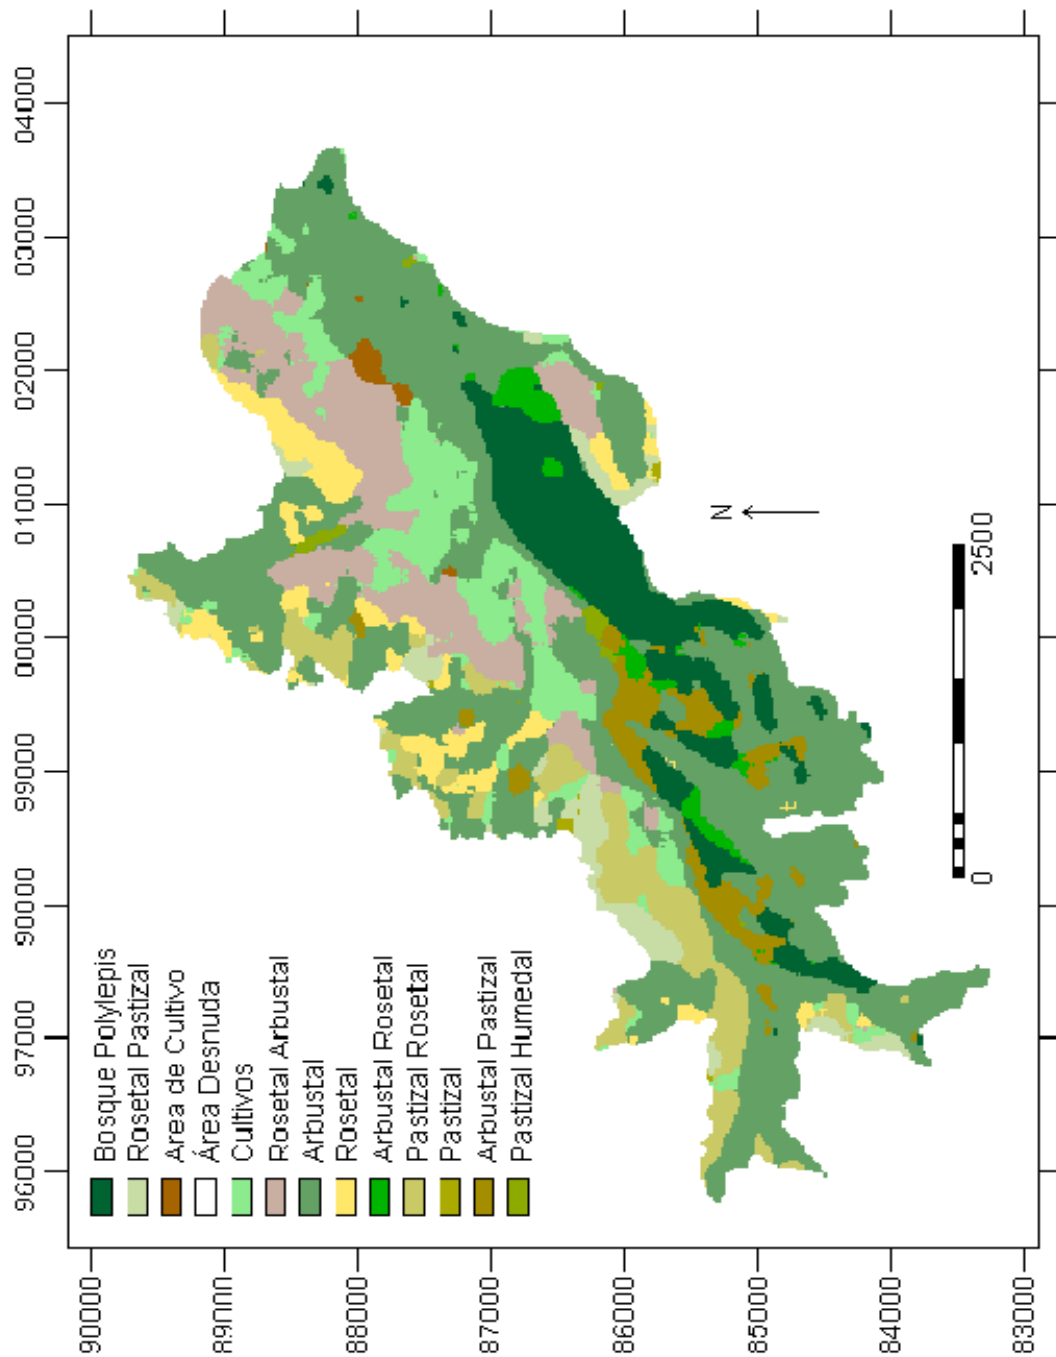 96000 97000 90000 99000 00000 01000 02000 03000 04000
90000
89000
88000
87000
86000
85000
84000
83000
Bosque Polylepis
Rosetal Pastizal
Area de Cultivo
Área Desnuda
Cultivos
Rosetal Arbustal
Arbustal
Rosetal
Arbustal Rosetal
Pastizal Rosetal
Pastizal
Arbustal Pastizal
Pastizal Humedal
N
0 2500